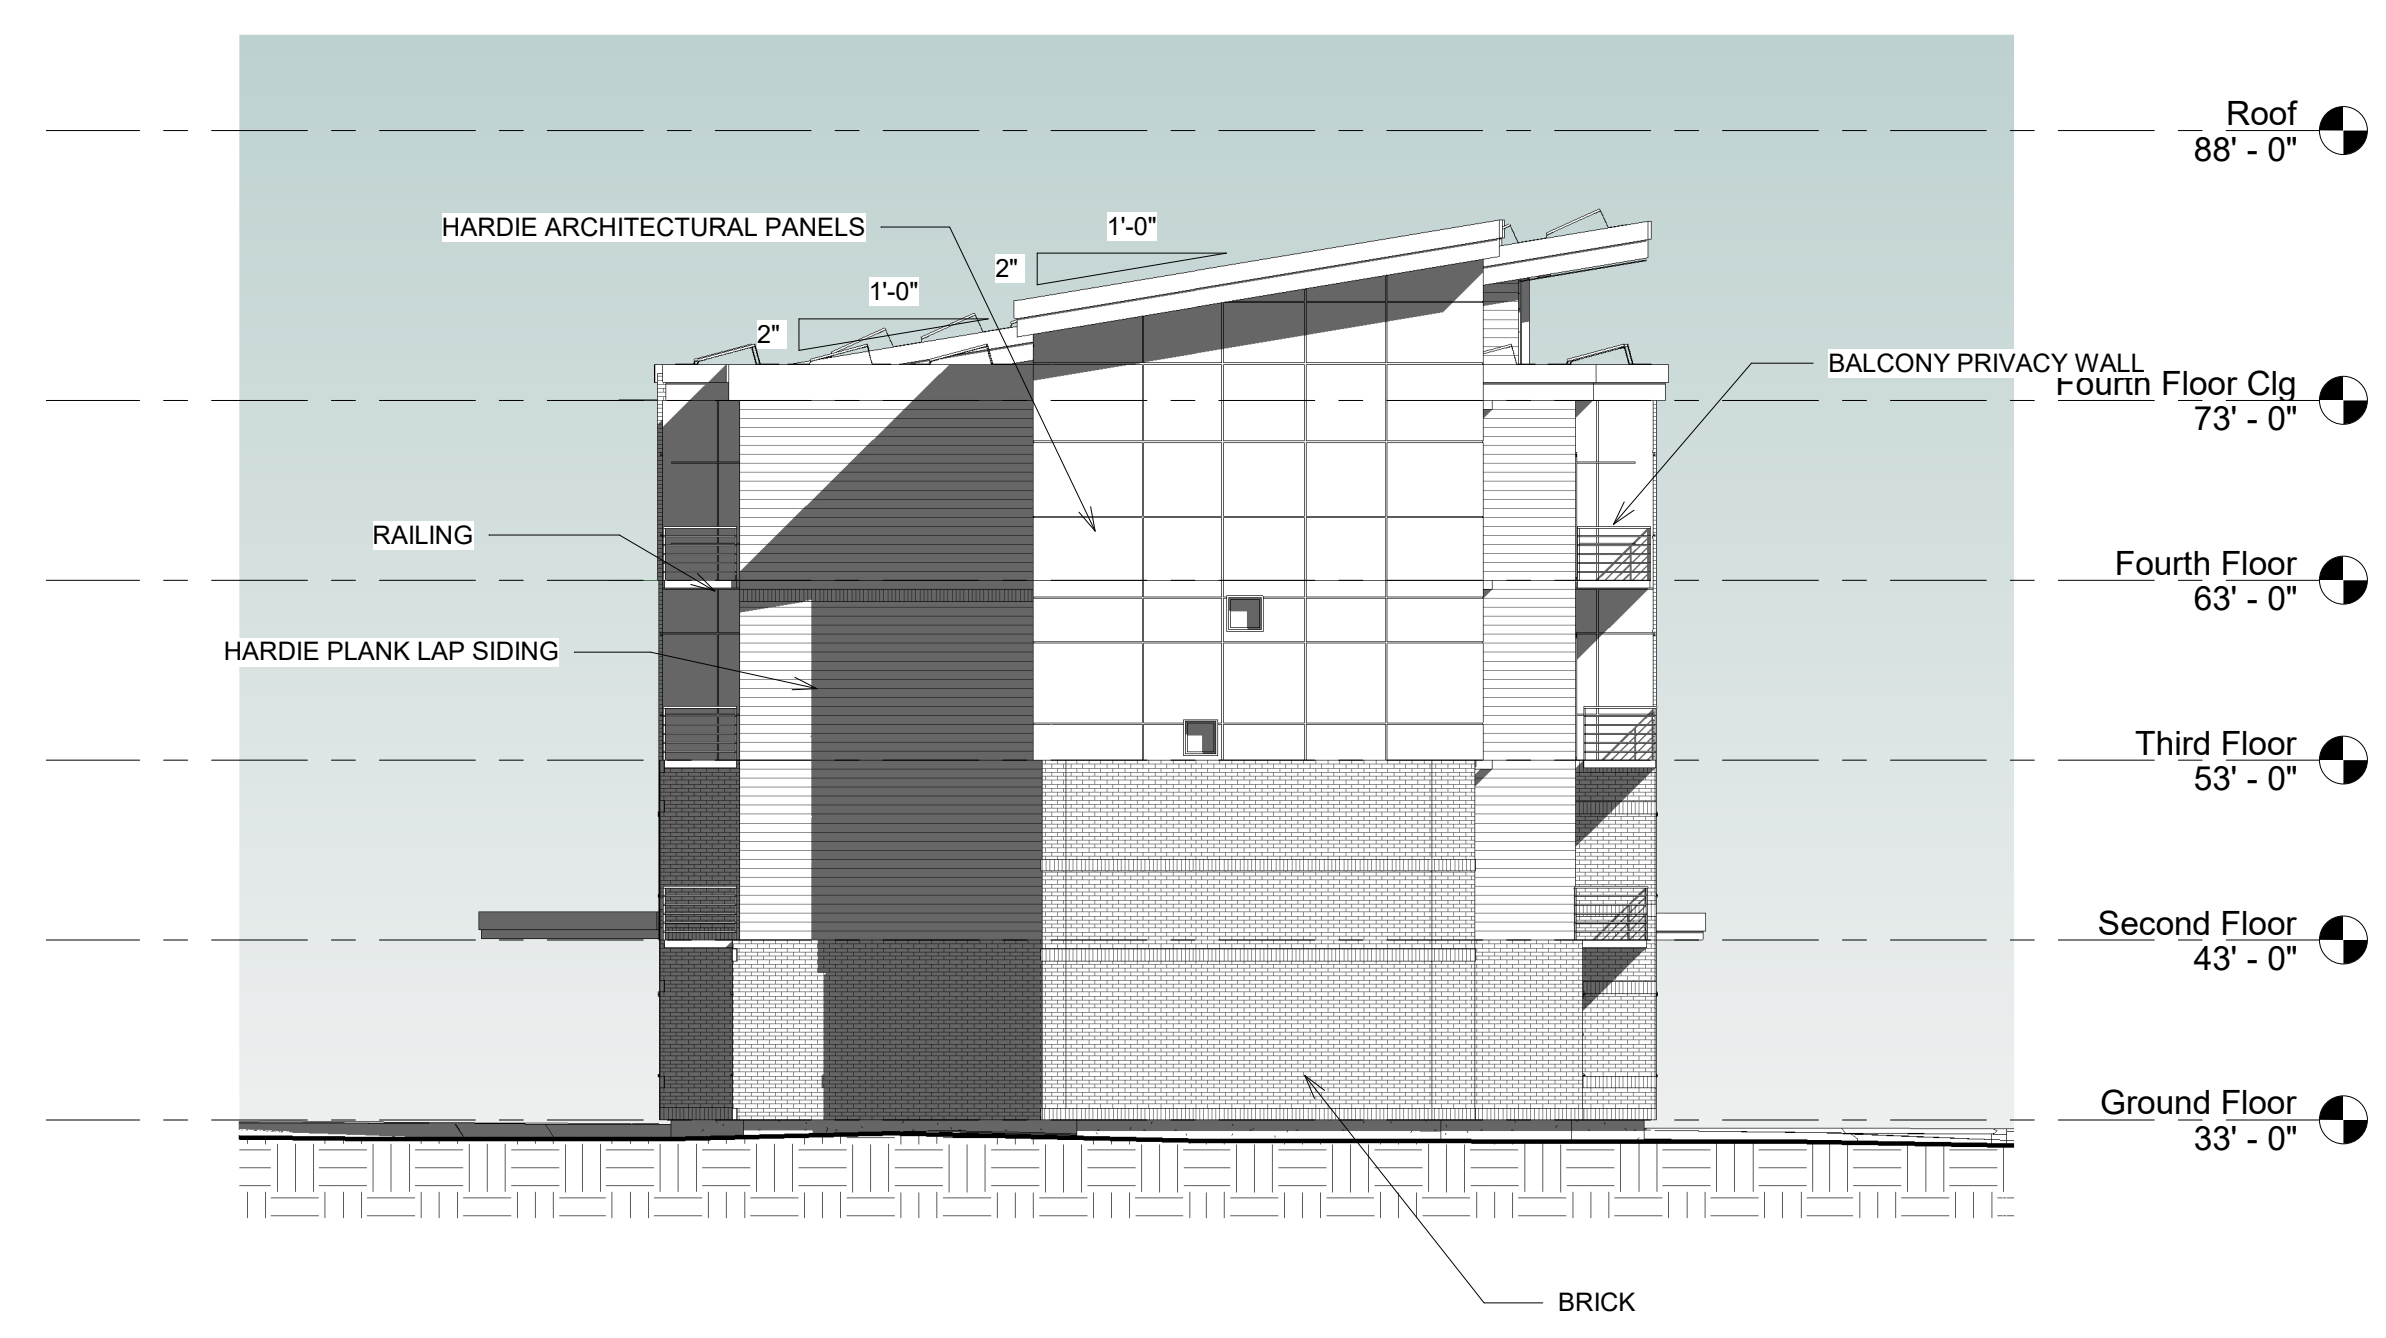 Roof
88' - 0"
HARDIE ARCHITECTURAL PANELS
1'-0"
2"
1'-0"
2"
BALCONY PRIVACY WALL
Fourth Floor Clg
73' - 0"
RAILING
Fourth Floor
63' - 0"
HARDIE PLANK LAP SIDING
Third Floor
53' - 0"
Second Floor
43' - 0"
Ground Floor
33' - 0"
BRICK